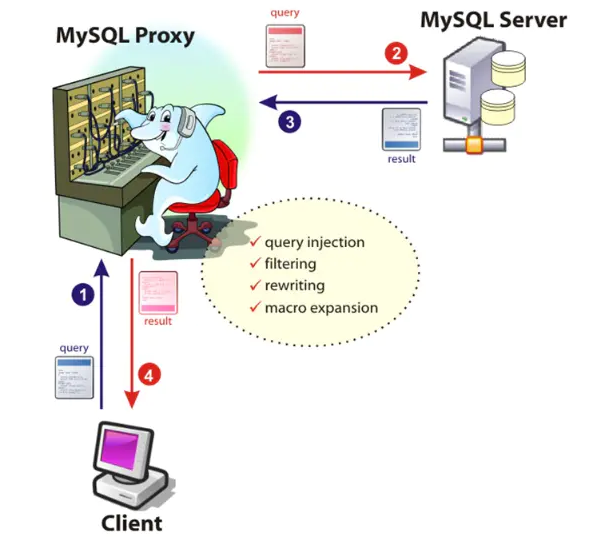 MySQL Proxy
query
2
MySQL Server
3
result
✓ query injection
✓ filtering
✓ rewriting
✓ macro expansion
1
result
query
4
Client